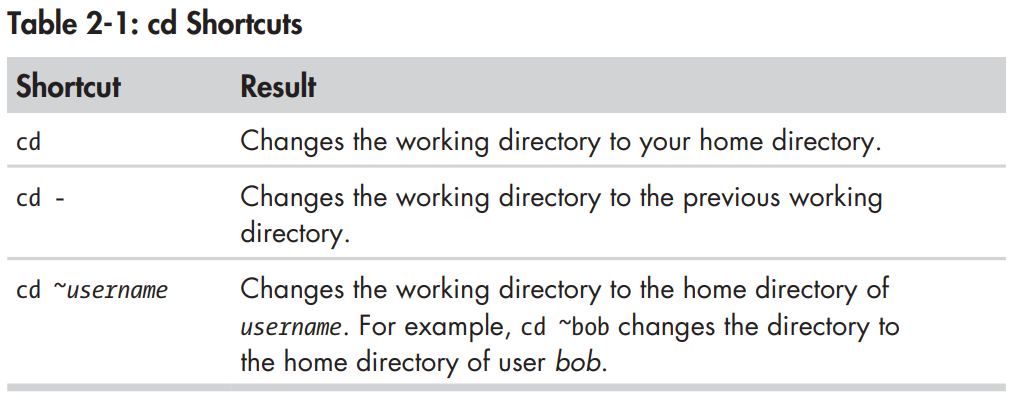 Table 2-1: cd Shortcuts
Shortcut Result
cd Changes the working directory to your home directory.
cd - Changes the working directory to the previous working
directory.
cd ~username Changes the working directory to the home directory of
username. For example, cd ~bob changes the directory to
the home directory of user bob.